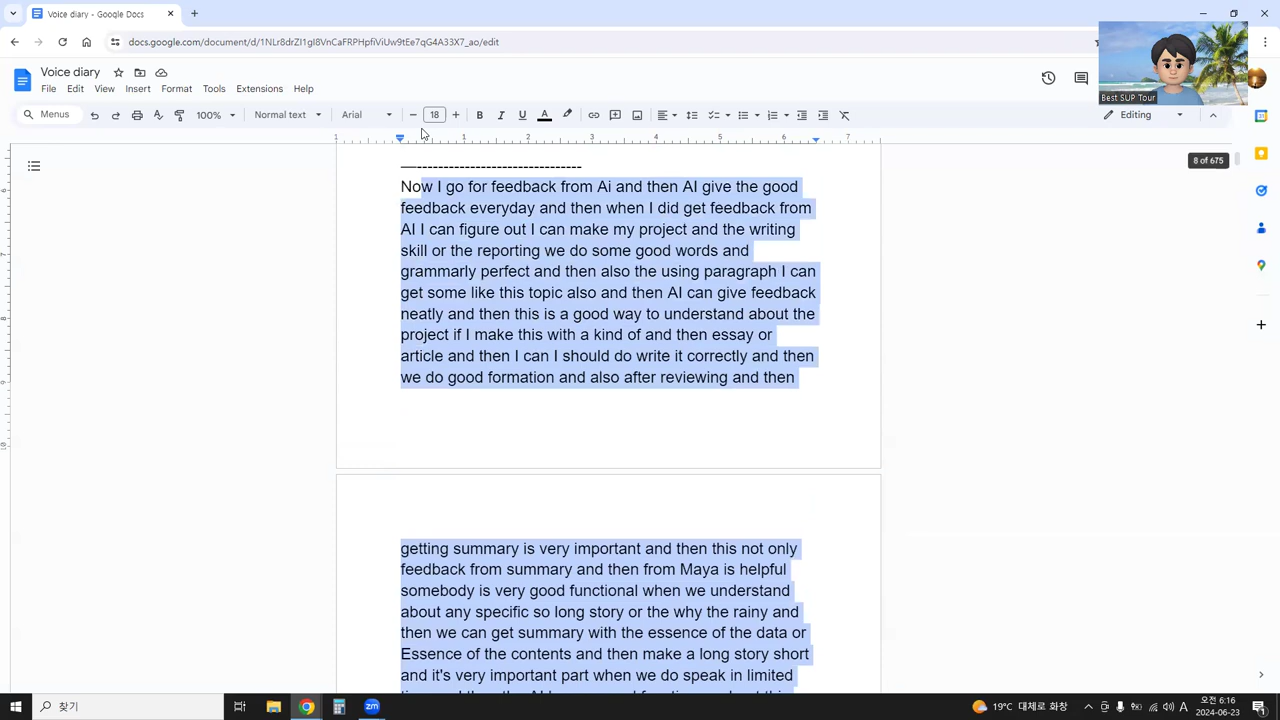 Voice diary - Google Docs
docs.google.com/document/d/1NLr8drZI1gI8VnCaFRPHpfiViUw9tEe7qG4A33X7_ao/edit
Voice diary
File Edit View Insert Format Tools Extensions Help
Best SUP Tour
Menus 100% Normal text Arial 18 Editing
1 1 2 3 4 5 6 7
8 of 675
—-------------------------------
Now I go for feedback from Ai and then AI give the good
feedback everyday and then when I did get feedback from
AI I can figure out I can make my project and the writing
skill or the reporting we do some good words and
grammarly perfect and then also the using paragraph I can
get some like this topic also and then AI can give feedback
neatly and then this is a good way to understand about the
project if I make this with a kind of and then essay or
article and then I can I should do write it correctly and then
we do good formation and also after reviewing and then
getting summary is very important and then this not only
feedback from summary and then from Maya is helpful
somebody is very good functional when we understand
about any specific so long story or the why the rainy and
then we can get summary with the essence of the data or
Essence of the contents and then make a long story short
and it's very important part when we do speak in limited
찾기
19°C 대체로 화창
A
오전 6:16
2024-06-23